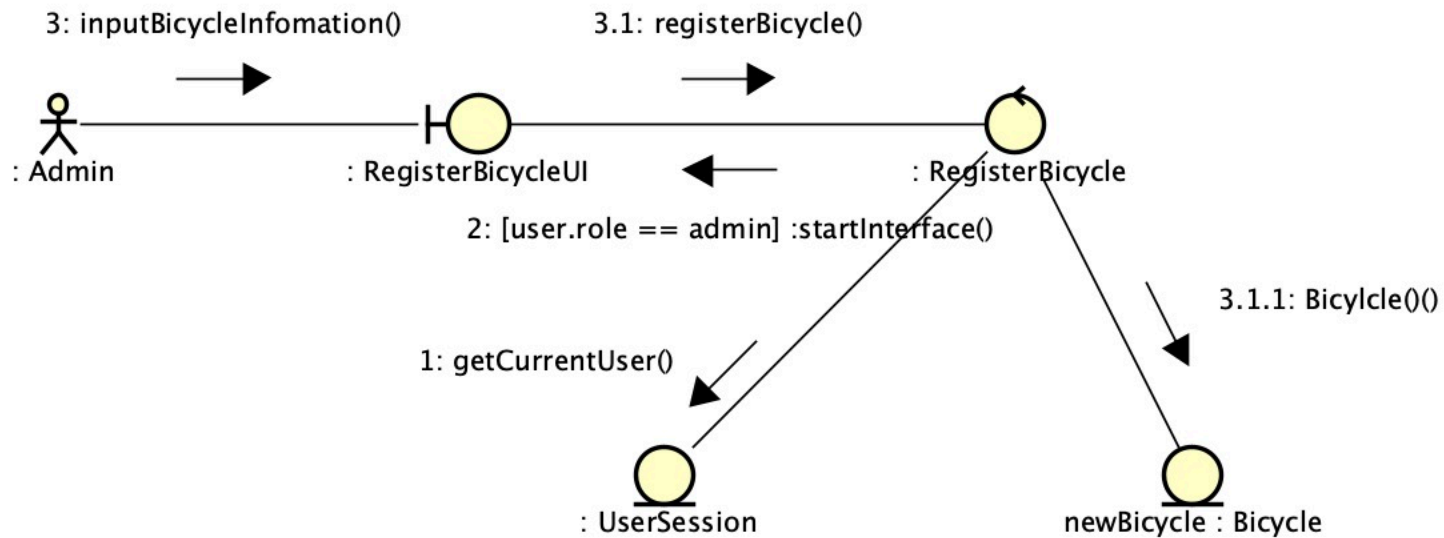 3: inputBicycleInfomation()
3.1: registerBicycle()
: Admin
: RegisterBicycleUI
: RegisterBicycle
2: [user.role == admin] :startInterface()
3.1.1: Bicylcle()()
1: getCurrentUser()
: UserSession
newBicycle : Bicycle